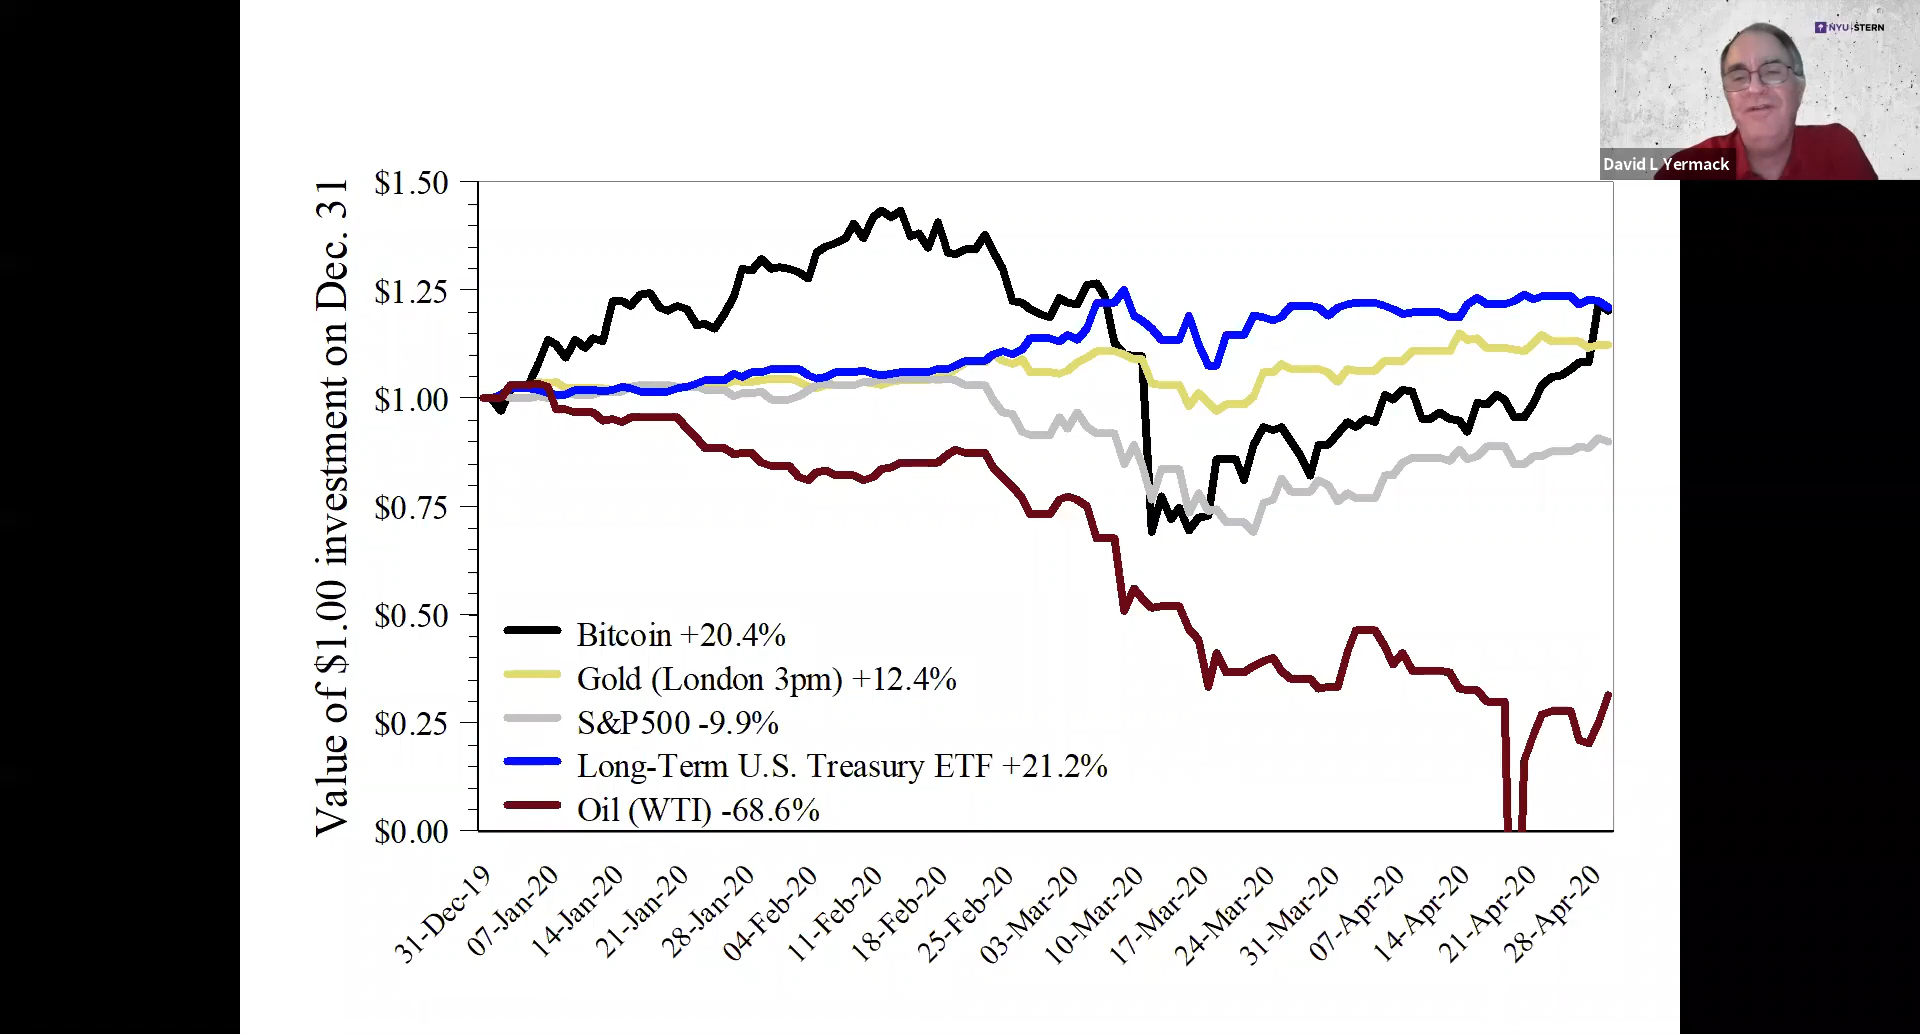 NYU STERN
David L Yermack
Value of $1.00 investment on Dec. 31
$1.50
$1.25
$1.00
$0.75
$0.50
$0.25
$0.00
Bitcoin +20.4%
Gold (London 3pm) +12.4%
S&P500 -9.9%
Long-Term U.S. Treasury ETF +21.2%
Oil (WTI) -68.6%
31-Dec-19
07-Jan-20
14-Jan-20
21-Jan-20
28-Jan-20
04-Feb-20
11-Feb-20
18-Feb-20
25-Feb-20
03-Mar-20
10-Mar-20
17-Mar-20
24-Mar-20
31-Mar-20
07-Apr-20
14-Apr-20
21-Apr-20
28-Apr-20